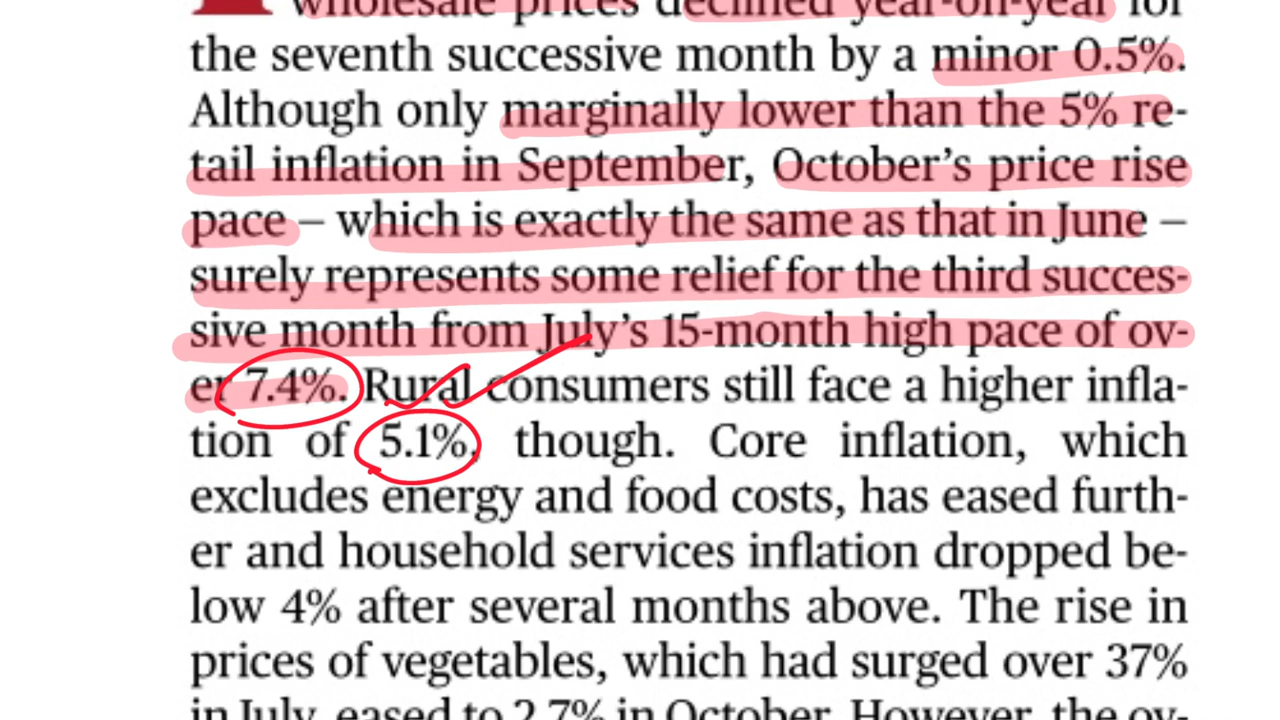 wholesale prices declined year-on-year for
the seventh successive month by a minor 0.5%.
Although only marginally lower than the 5% re-
tail inflation in September, October’s price rise
pace – which is exactly the same as that in June –
surely represents some relief for the third succes-
sive month from July’s 15-month high pace of ov-
er 7.4%. Rural consumers still face a higher infla-
tion of 5.1%, though. Core inflation, which
excludes energy and food costs, has eased furth-
er and household services inflation dropped be-
low 4% after several months above. The rise in
prices of vegetables, which had surged over 37%
in July, eased to 2.7% in October. However, the ov-